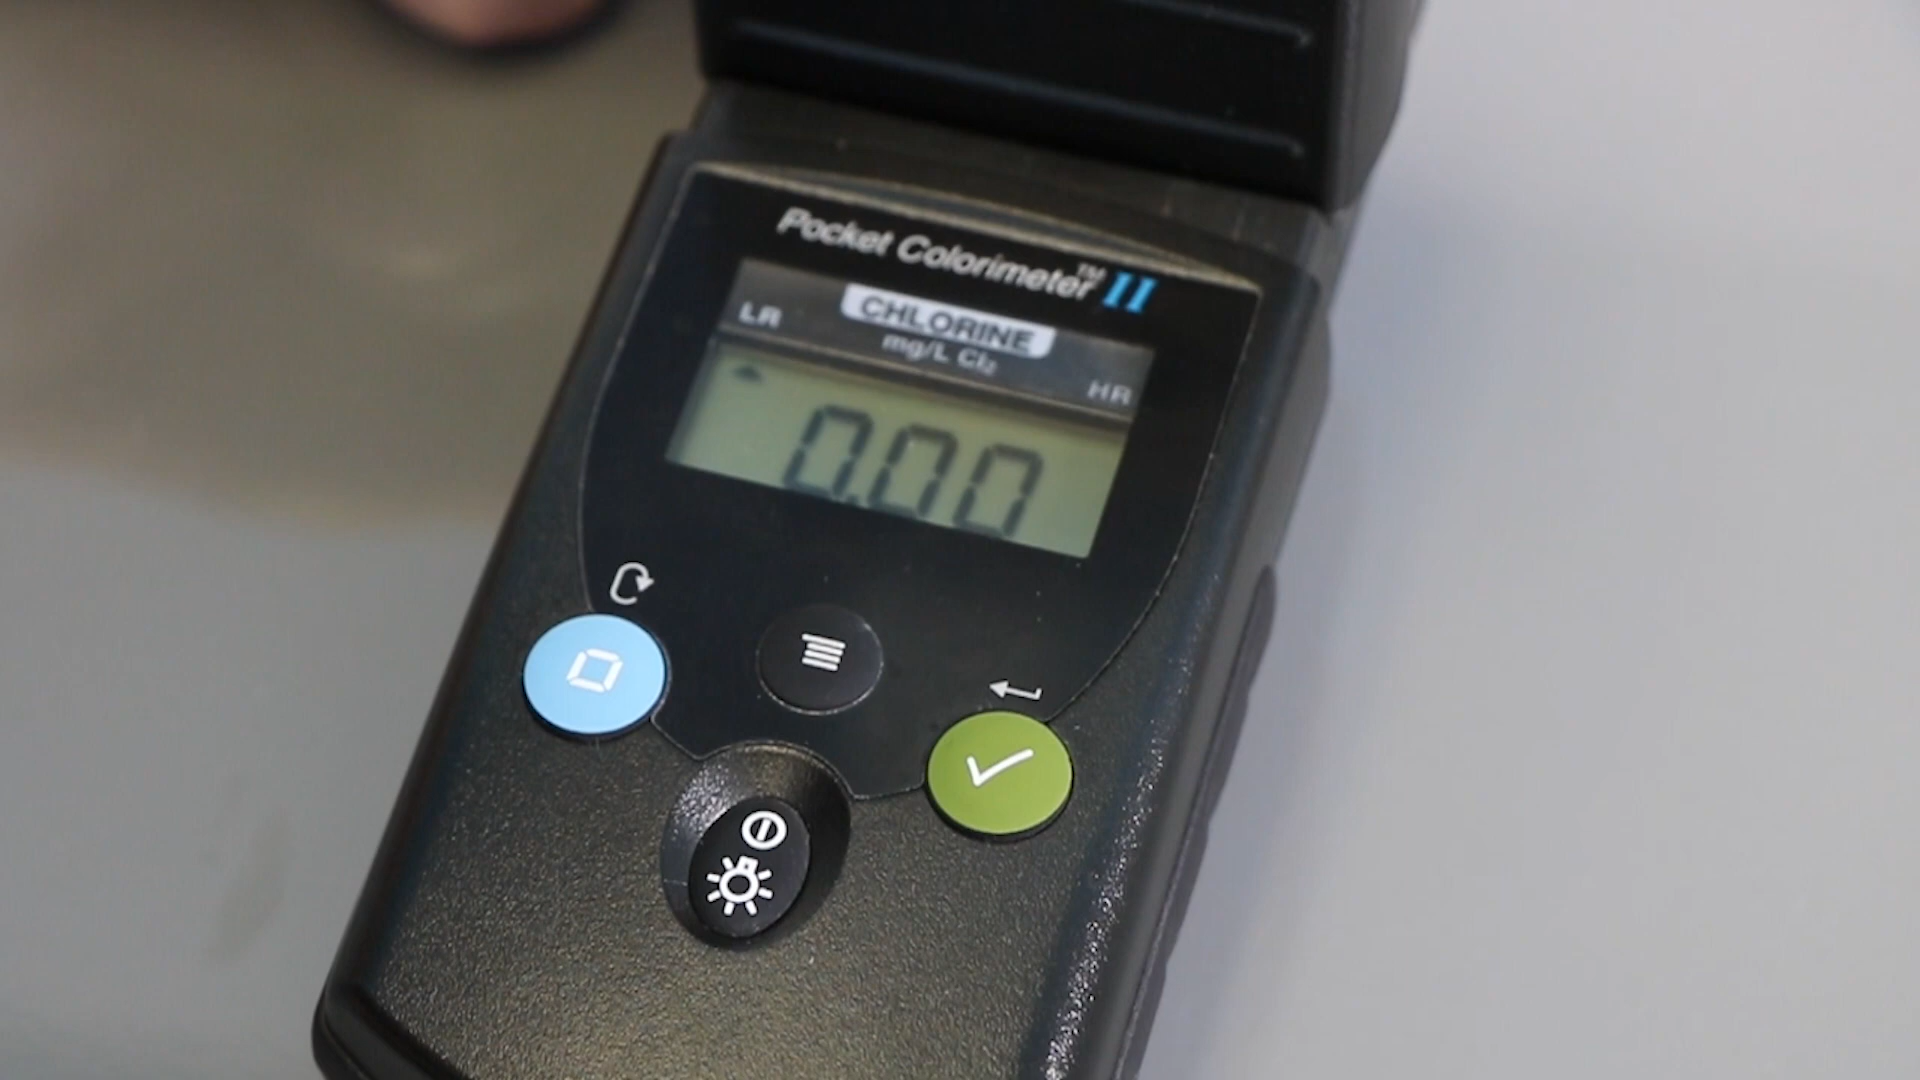 Pocket Colorimeter™ II
CHLORINE
LR
mg/L Cl₂
HR
0.00